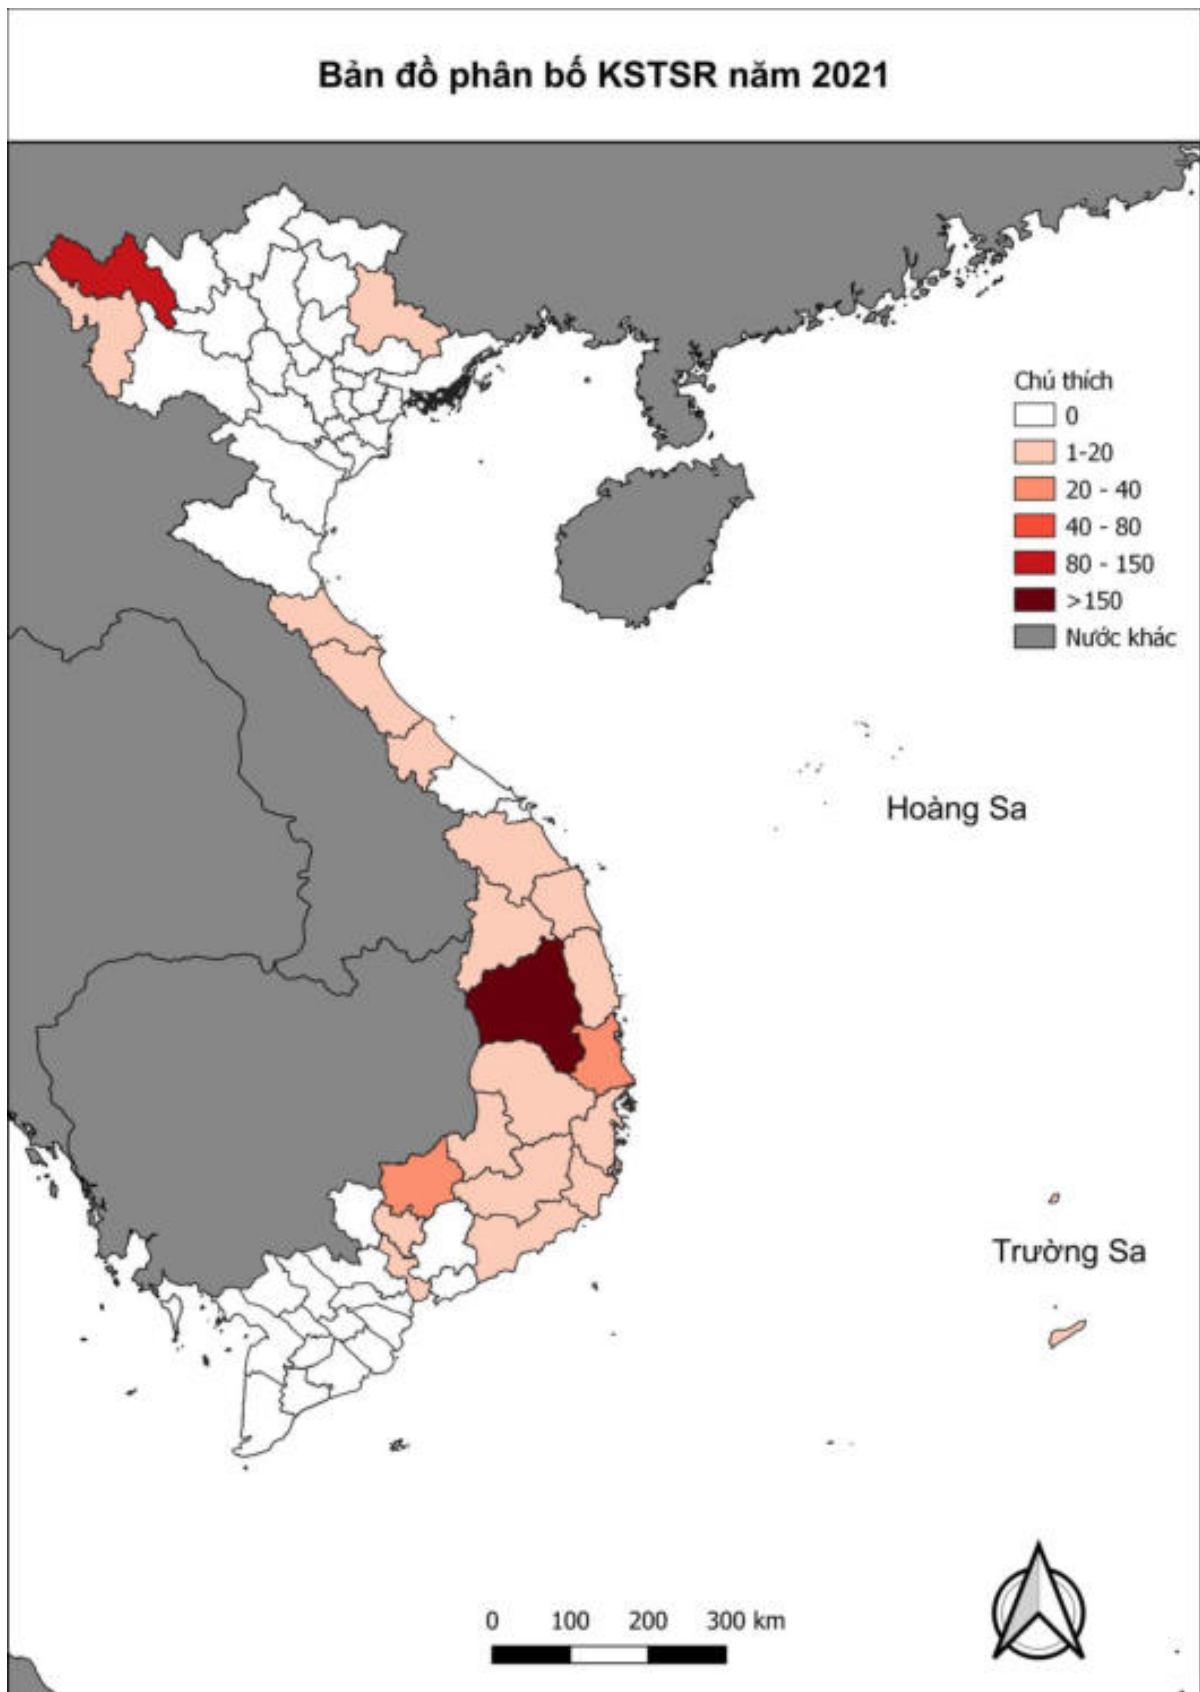 Bản đồ phân bố KSTSR năm 2021
Chú thích
0
1-20
20 - 40
40 - 80
80 - 150
>150
Nước khác
Hoàng Sa
Trường Sa
0 100 200 300 km